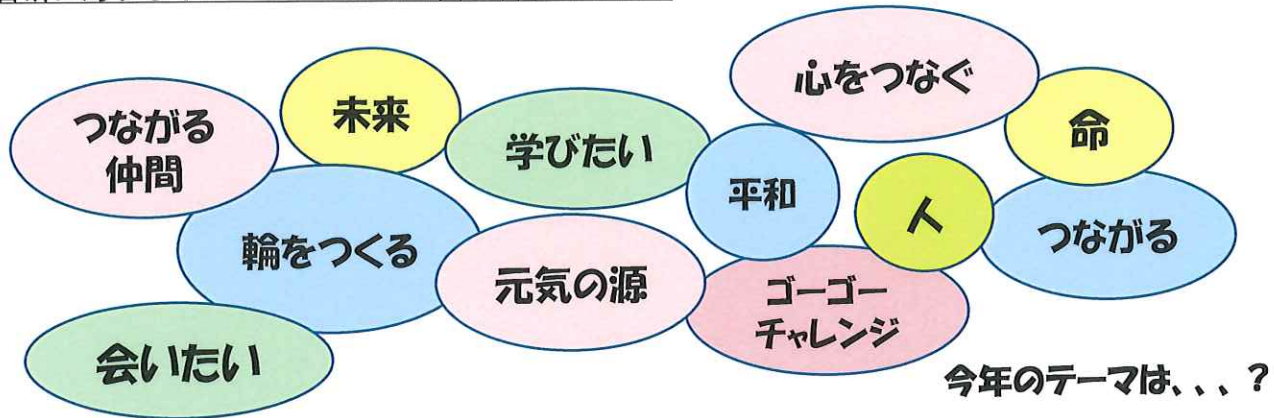 心をつなぐ
未来
つながる
仲間
命
学びたい
平和
人
つながる
輪をつくる
元気の源
ゴーゴー
チャレンジ
会いたい
今年のテーマは、、、？